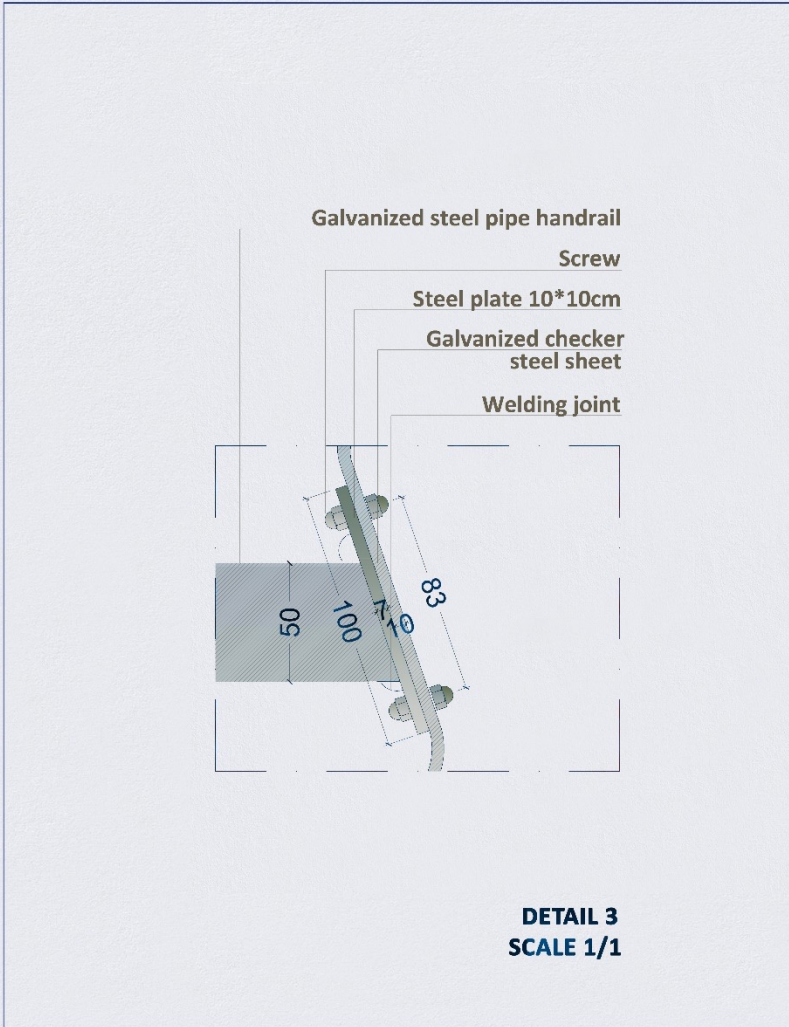 Galvanized steel pipe handrail
Screw
Steel plate 10*10cm
Galvanized checker
steel sheet
Welding joint
83
50
100
7
10
DETAIL 3
SCALE 1/1